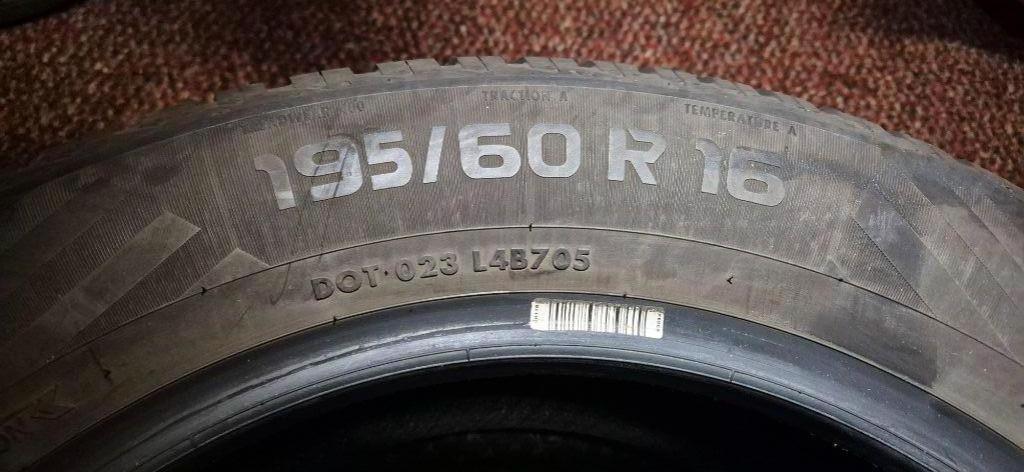 TRACTION A
TEMPERATURE A
195/60 R 16
DOT·023 L4B705